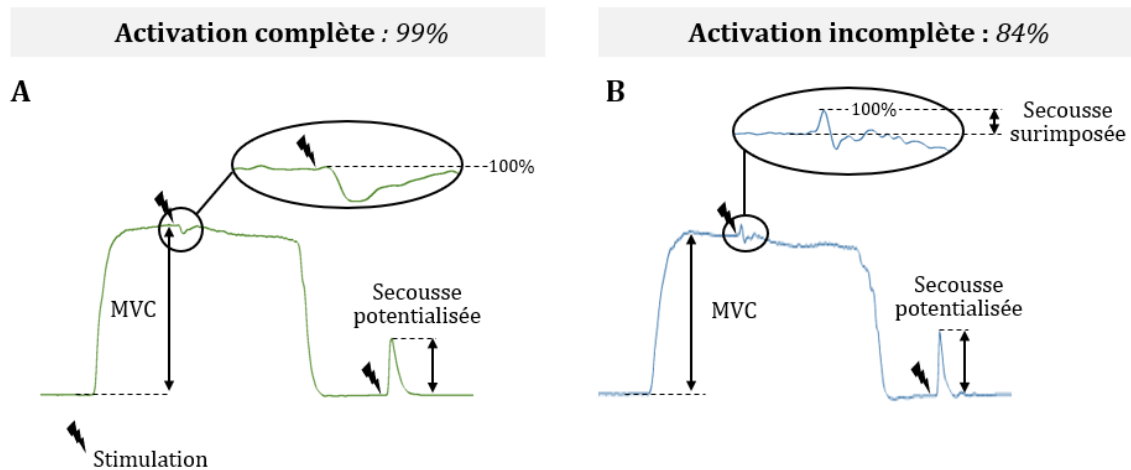 Activation complète : 99%
Activation incomplète : 84%
A
100%
MVC
Secousse
potentialisée
Stimulation
B
100%
Secousse
surimposée
MVC
Secousse
potentialisée